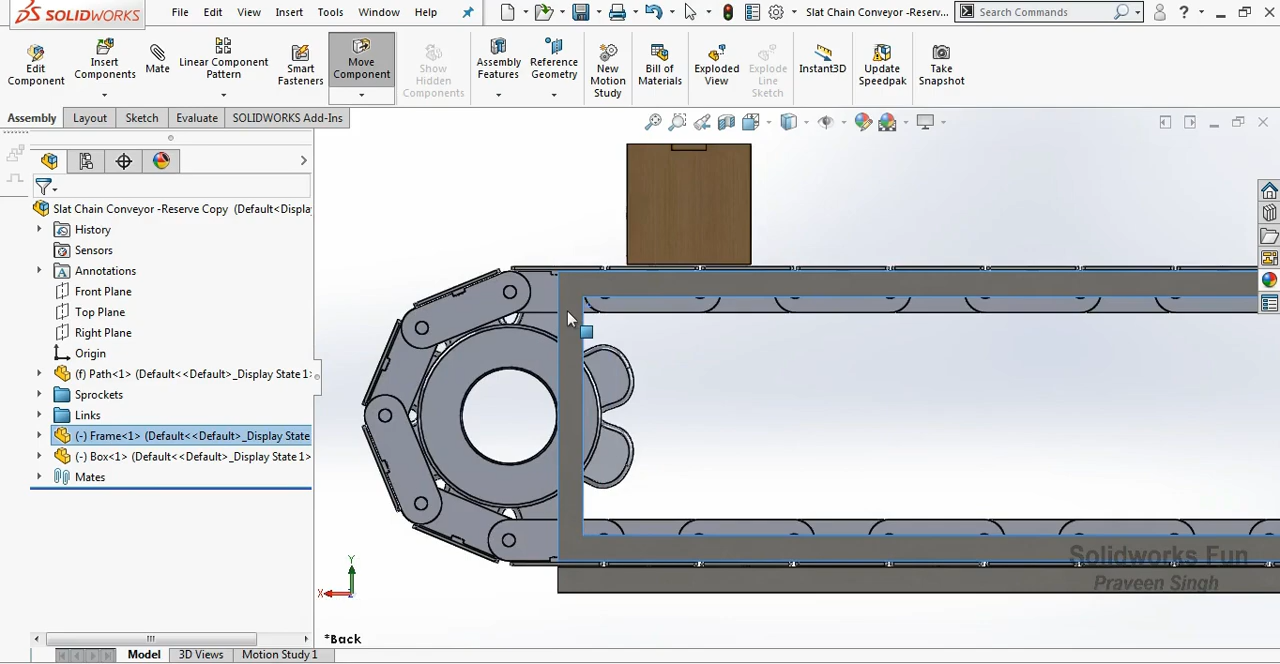 SOLIDWORKS File Edit View Insert Tools Window Help Slat Chain Conveyor -Reserv... Search Commands ?
Edit Component
Insert Components
Mate
Linear Component Pattern
Smart Fasteners
Move Component
Show Hidden Components
Assembly Features
Reference Geometry
New Motion Study
Bill of Materials
Exploded View
Explode Line Sketch
Instant3D
Update Speedpak
Take Snapshot
Assembly Layout Sketch Evaluate SOLIDWORKS Add-Ins
Slat Chain Conveyor -Reserve Copy (Default<Displa
History
Sensors
Annotations
Front Plane
Top Plane
Right Plane
Origin
(f) Path<1> (Default<<Default>_Display State 1>
Sprockets
Links
(-) Frame<1> (Default<<Default>_Display State
(-) Box<1> (Default<<Default>_Display State 1>
Mates
Y
X
Solidworks Fun
Praveen Singh
*Back
Model 3D Views Motion Study 1